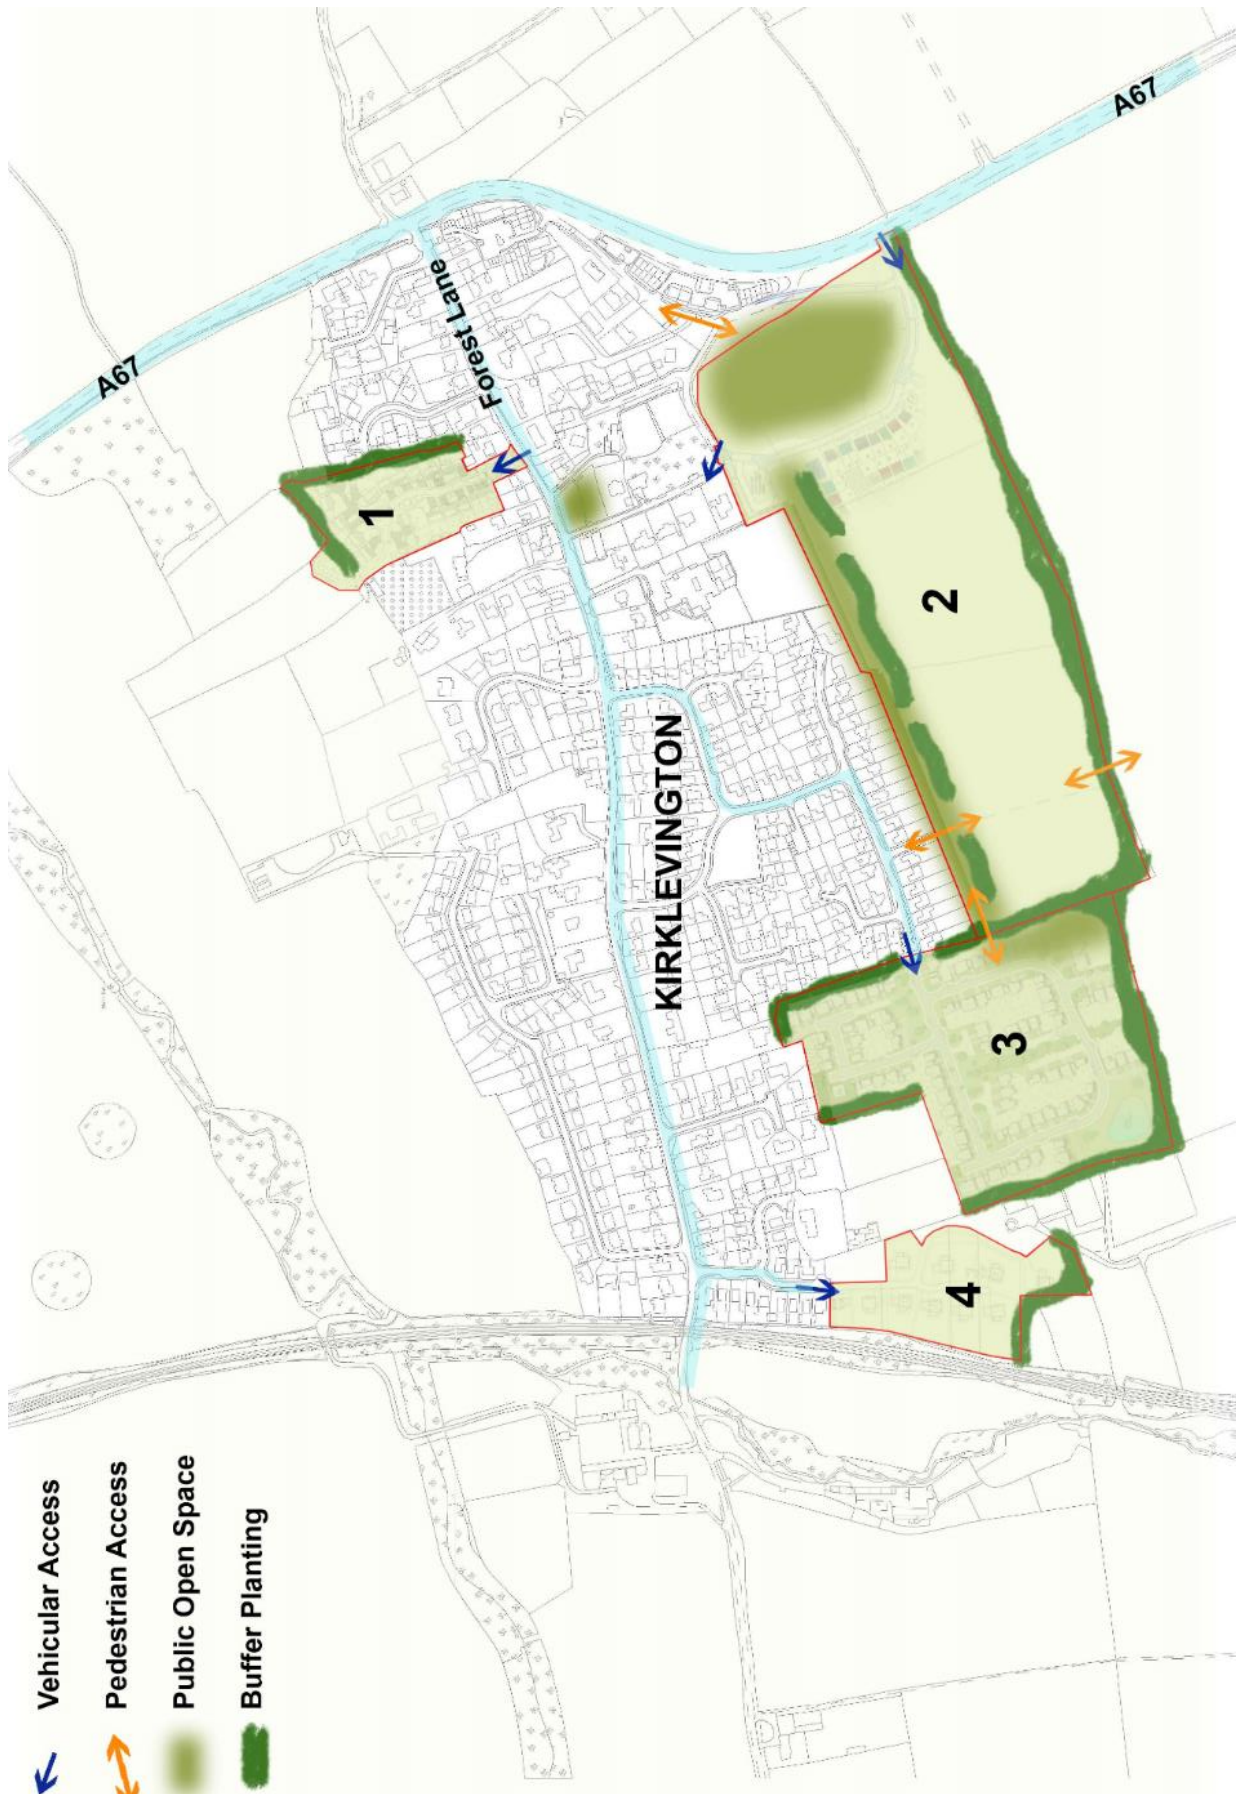 Vehicular Access
Pedestrian Access
Public Open Space
Buffer Planting
A67
Forest Lane
A67
KIRKLEVINGTON
1
2
3
4